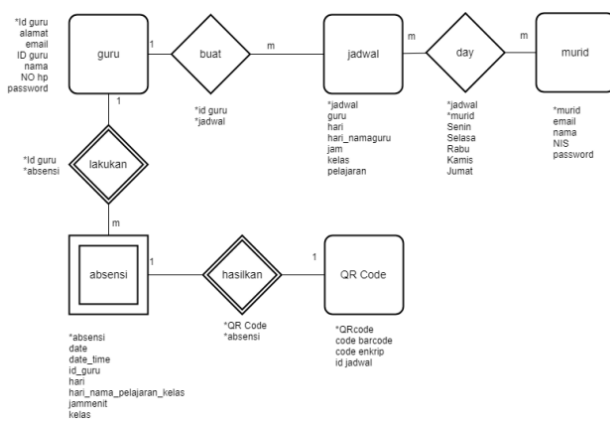 *Id guru
alamat
email
ID guru
nama
NO hp
password
guru
1
buat
m
*id guru
*jadwal
jadwal
*jadwal
guru
hari
hari_namaguru
jam
kelas
pelajaran
m
day
m
*jadwal
*murid
Senin
Selasa
Rabu
Kamis
Jumat
murid
*murid
email
nama
NIS
password
1
lakukan
*Id guru
*absensi
m
absensi
*absensi
date
date_time
id_guru
hari
hari_nama_pelajaran_kelas
jammenit
kelas
1
hasilkan
1
*QR Code
*absensi
QR Code
*QRcode
code barcode
code enkrip
id jadwal